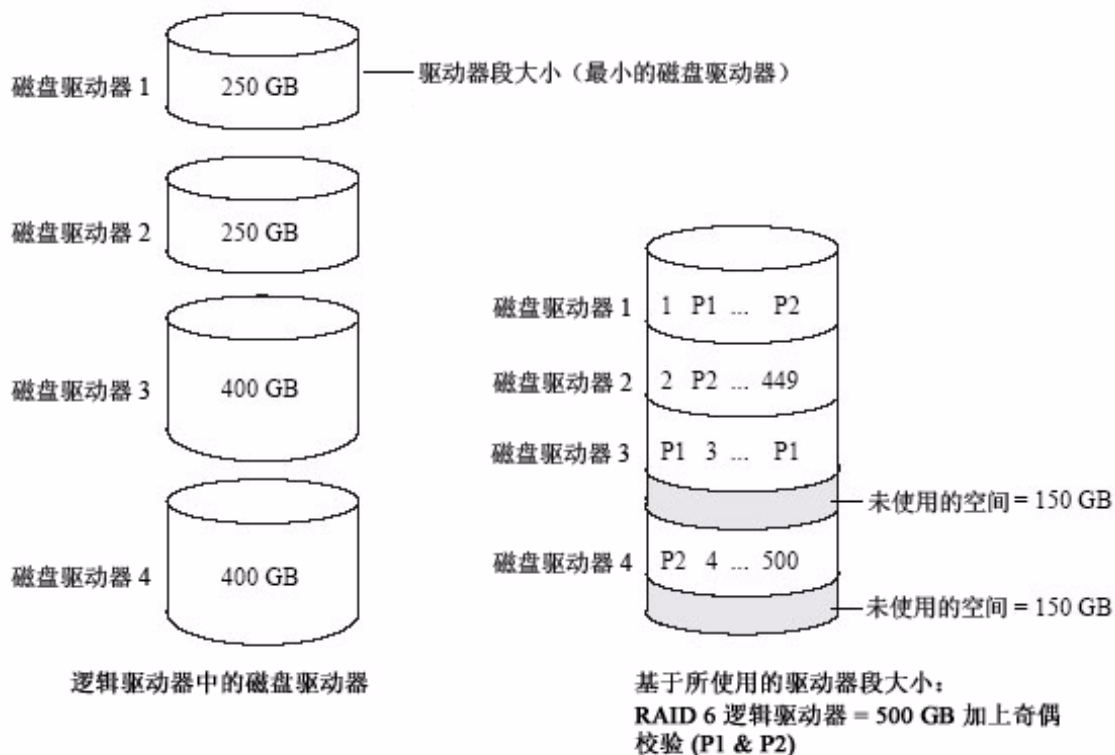 磁盘驱动器 1
250 GB
驱动器段大小（最小的磁盘驱动器）
磁盘驱动器 2
250 GB
磁盘驱动器 3
400 GB
磁盘驱动器 4
400 GB
逻辑驱动器中的磁盘驱动器
磁盘驱动器 1
1 P1 ... P2
磁盘驱动器 2
2 P2 ... 449
磁盘驱动器 3
P1 3 ... P1
未使用的空间 = 150 GB
磁盘驱动器 4
P2 4 ... 500
未使用的空间 = 150 GB
基于所使用的驱动器段大小：
RAID 6 逻辑驱动器 = 500 GB 加上奇偶
校验 (P1 & P2)